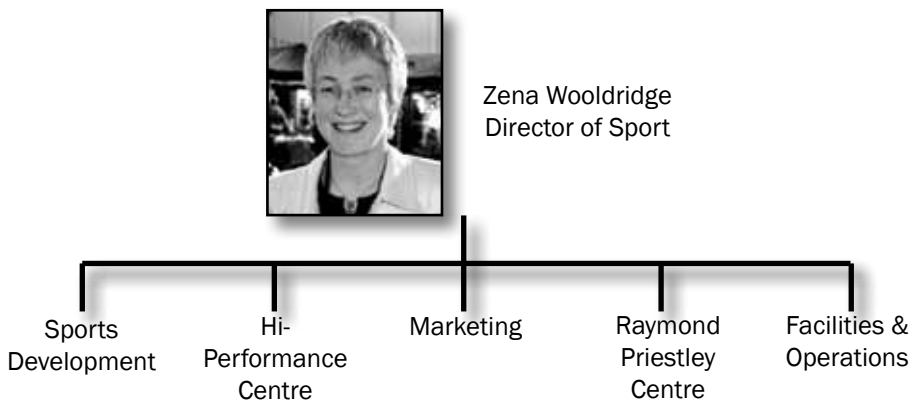 Zena Wooldridge
Director of Sport
Sports
Development
Hi-
Performance
Centre
Marketing
Raymond
Priestley
Centre
Facilities &
Operations